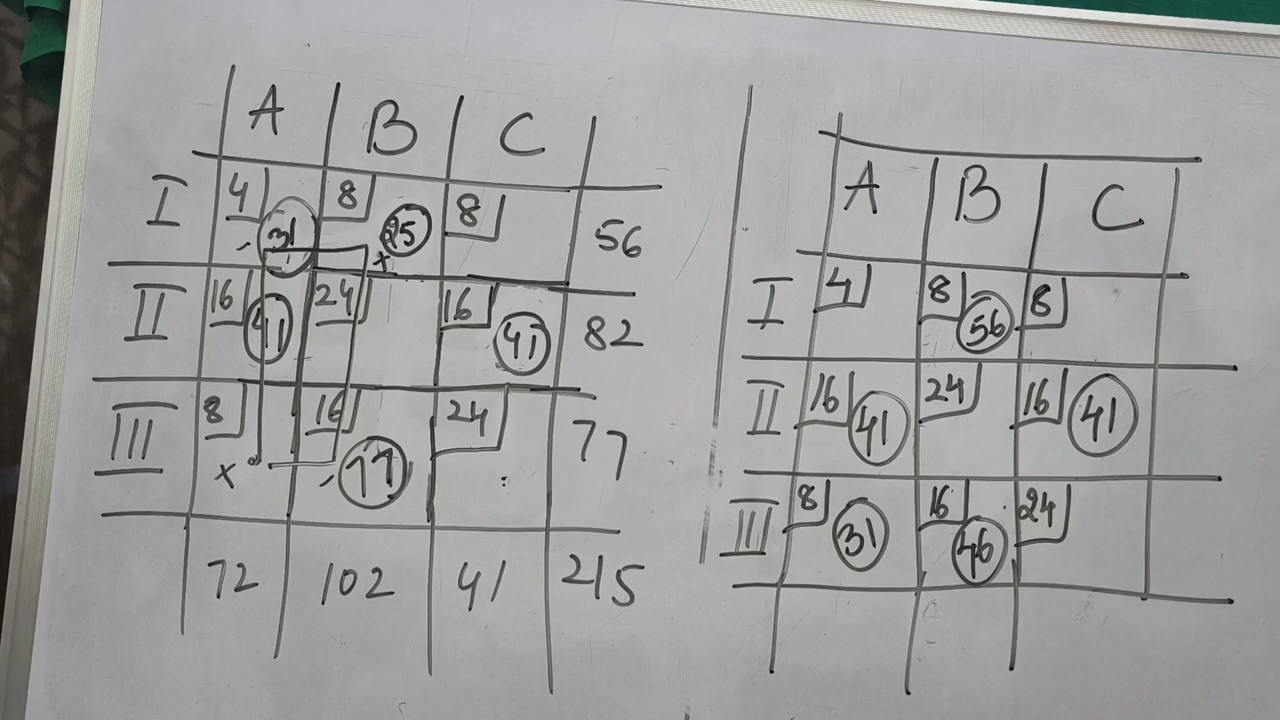 A B C
I 4 31 8 25 8 56
II 16 41 24 16 41 82
III 8 16 77 24 77
72 102 41 215
A B C
I 4 8 56 8
II 16 41 24 16 41
III 8 31 16 46 24